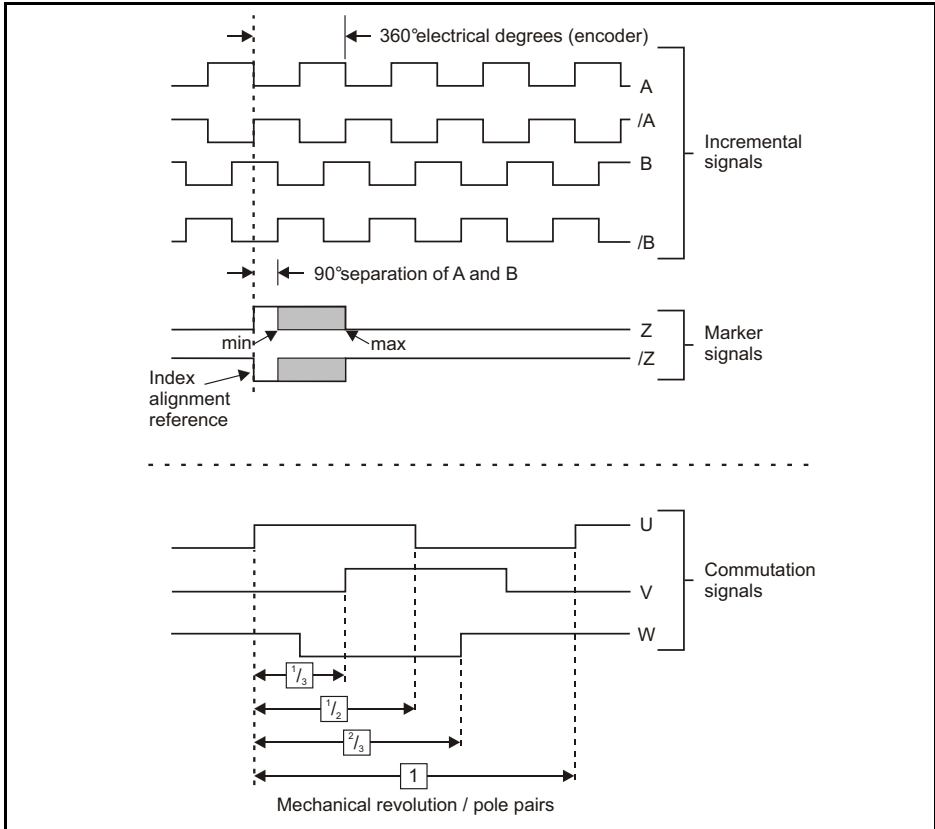 360°electrical degrees (encoder)
A
/A
B
/B
Incremental
signals
90°separation of A and B
Z
/Z
min
max
Marker
signals
Index
alignment
reference
U
V
W
Commutation
signals
1/3
1/2
2/3
1
Mechanical revolution / pole pairs